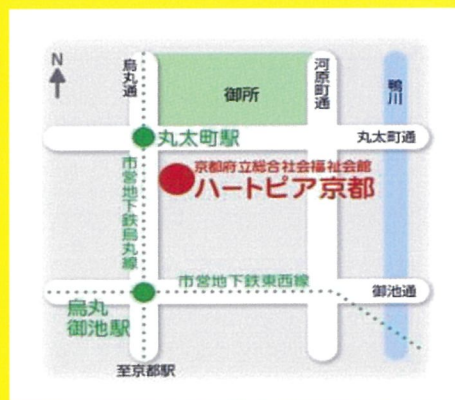 N
烏丸通
御所
河原町通
鴨川
丸太町駅
丸太町通
京都府立総合社会福祉会館
ハートピア京都
市営地下鉄烏丸線
市営地下鉄東西線
御池通
烏丸
御池駅
至京都駅